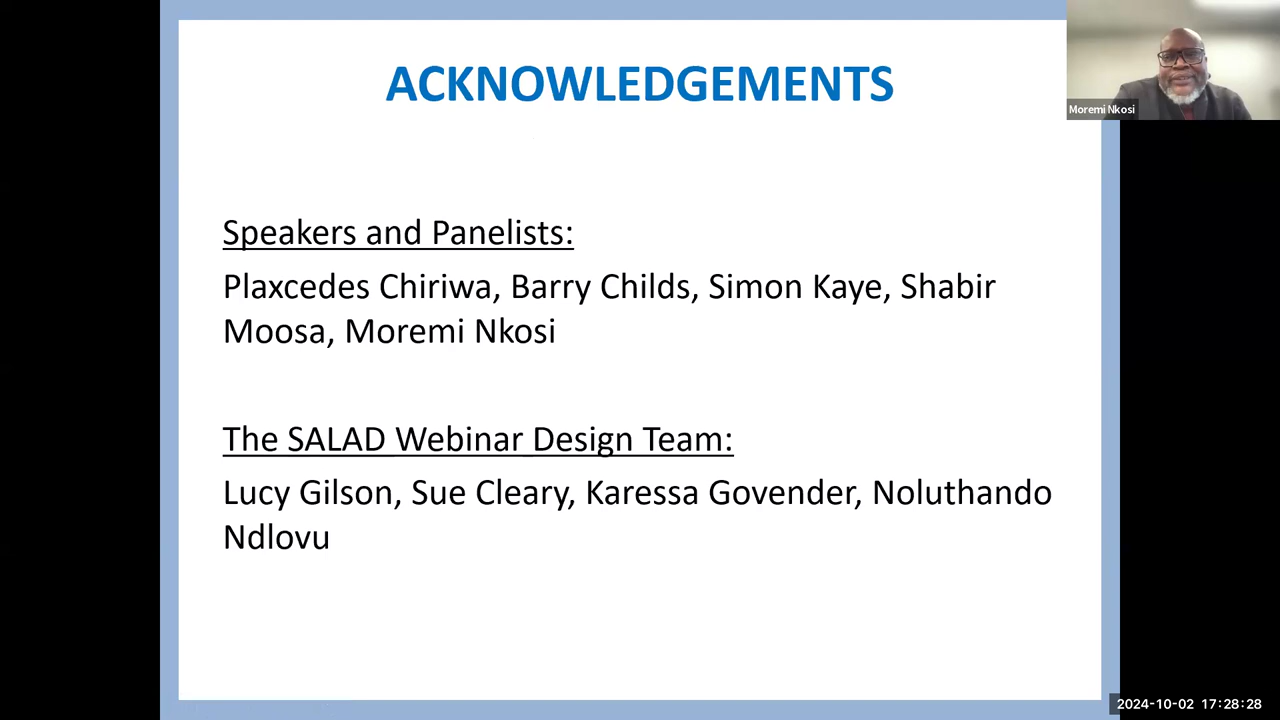 ACKNOWLEDGEMENTS
Moremi Nkosi
Speakers and Panelists:
Plaxcedes Chiriwa, Barry Childs, Simon Kaye, Shabir
Moosa, Moremi Nkosi
The SALAD Webinar Design Team:
Lucy Gilson, Sue Cleary, Karessa Govender, Noluthando
Ndlovu
2024-10-02 17:28:28